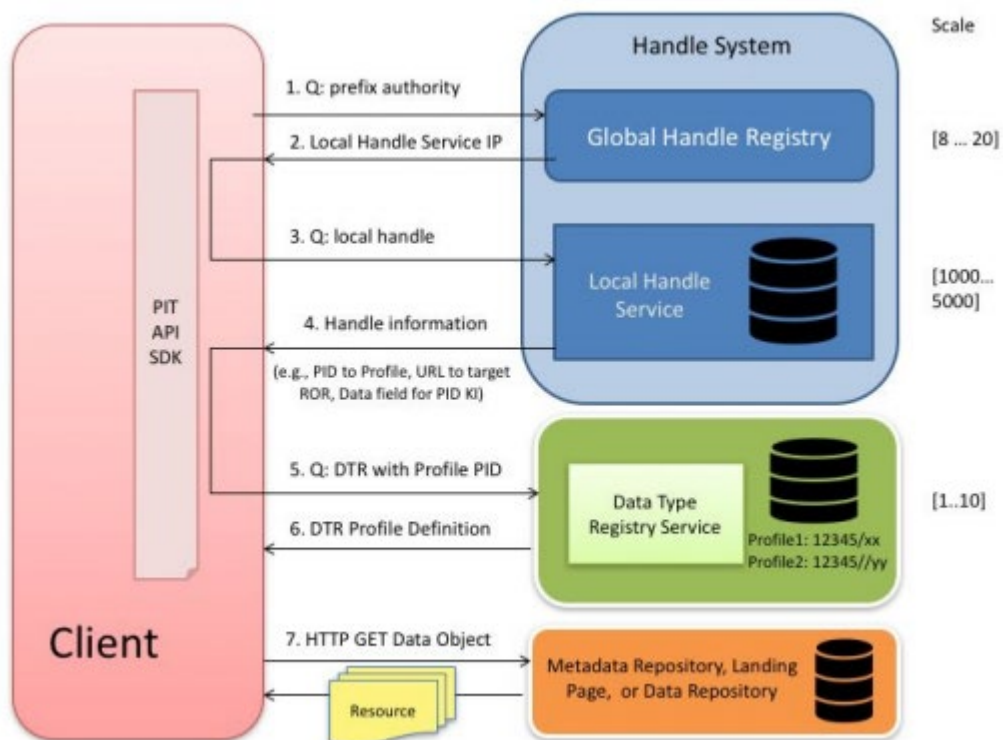 Scale
Handle System
1. Q: prefix authority
Global Handle Registry
[8 ... 20]
2. Local Handle Service IP
3. Q: local handle
Local Handle
Service
[1000...
5000]
PIT
API
SDK
4. Handle information
(e.g., PID to Profile, URL to target
ROR, Data field for PID KI)
5. Q: DTR with Profile PID
Data Type
Registry Service
[1..10]
6. DTR Profile Definition
Profile1: 12345/xx
Profile2: 12345//yy
Client
7. HTTP GET Data Object
Metadata Repository, Landing
Page, or Data Repository
Resource